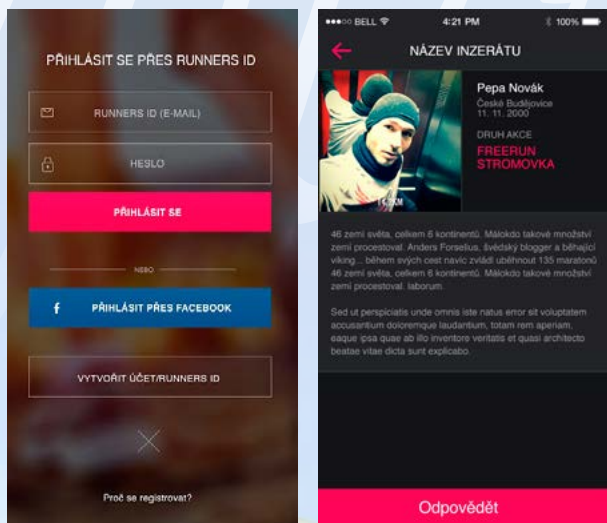 PŘIHLÁSIT SE PŘES RUNNERS ID
RUNNERS ID (E-MAIL)
HESLO
PŘIHLÁSIT SE
NEBO
f PŘIHLÁSIT PŘES FACEBOOK
VYTVOŘIT ÚČET/RUNNERS ID
Proč se registrovat?
BELL 4:21 PM 100%
NÁZEV INZERÁTU
Pepa Novák
České Budějovice
11. 11. 2000
DRUH AKCE
FREERUN
STROMOVKA
46 zemí světa, celkem 6 kontinentů. Málokdo takové množství
zemí procestoval. Anders Forselius, švédský blogger a běhající
viking... během svých cest navíc zvládl uběhnout 135 maratonů
46 zemí světa, celkem 6 kontinentů. Málokdo takové množství
zemí procestoval. laborum.
Sed ut perspiciatis unde omnis iste natus error sit voluptatem
accusantium doloremque laudantium, totam rem aperiam,
eaque ipsa quae ab illo inventore veritatis et quasi architecto
beatae vitae dicta sunt explicabo.
Odpovědět